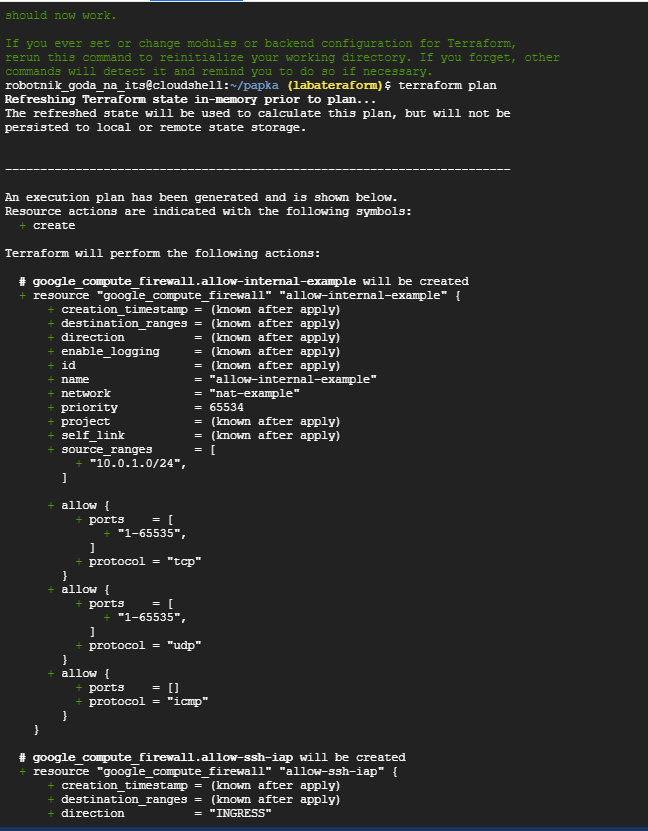 should now work.
If you ever set or change modules or backend configuration for Terraform,
rerun this command to reinitialize your working directory. If you forget, other
commands will detect it and remind you to do so if necessary.
robotnik_goda_na_its@cloudshell:~/papka (labateraform)$ terraform plan
Refreshing Terraform state in-memory prior to plan...
The refreshed state will be used to calculate this plan, but will not be
persisted to local or remote state storage.
------------------------------------------------------------------------
An execution plan has been generated and is shown below.
Resource actions are indicated with the following symbols:
  + create
Terraform will perform the following actions:
  # google_compute_firewall.allow-internal-example will be created
  + resource "google_compute_firewall" "allow-internal-example" {
      + creation_timestamp = (known after apply)
      + destination_ranges = (known after apply)
      + direction          = (known after apply)
      + enable_logging     = (known after apply)
      + id                 = (known after apply)
      + name               = "allow-internal-example"
      + network            = "nat-example"
      + priority           = 65534
      + project            = (known after apply)
      + self_link          = (known after apply)
      + source_ranges      = [
          + "10.0.1.0/24",
        ]
      + allow {
          + ports    = [
              + "1-65535",
            ]
          + protocol = "tcp"
        }
      + allow {
          + ports    = [
              + "1-65535",
            ]
          + protocol = "udp"
        }
      + allow {
          + ports    = []
          + protocol = "icmp"
        }
    }
  # google_compute_firewall.allow-ssh-iap will be created
  + resource "google_compute_firewall" "allow-ssh-iap" {
      + creation_timestamp = (known after apply)
      + destination_ranges = (known after apply)
      + direction          = "INGRESS"